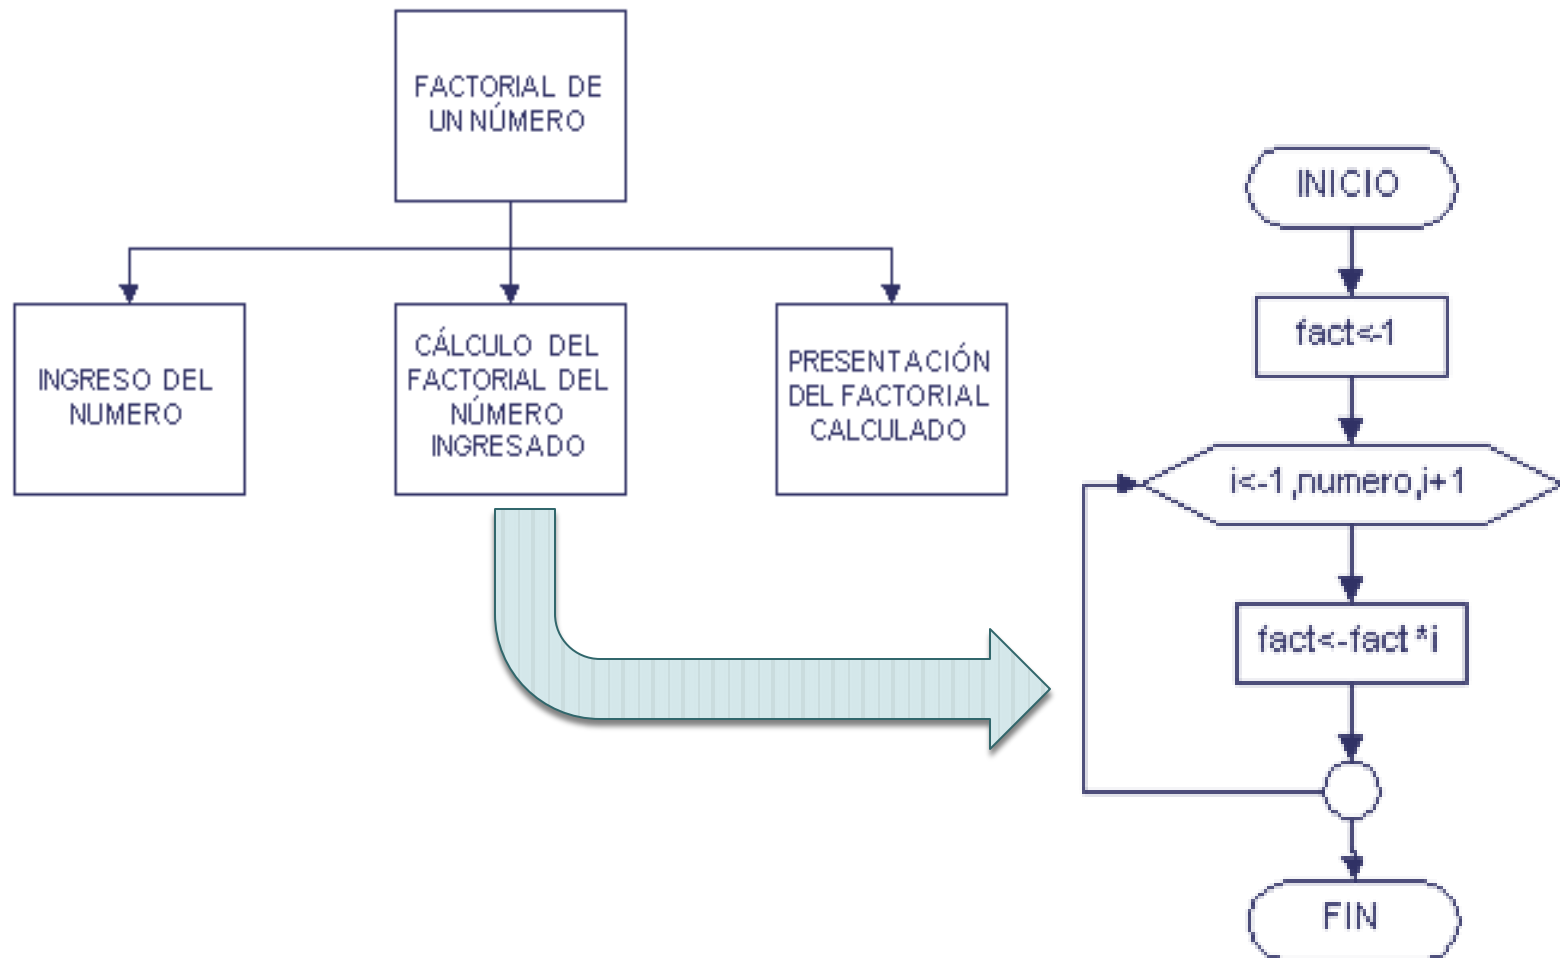 FACTORIAL DE
UN NÚMERO
INGRESO DEL
NUMERO
CÁLCULO DEL
FACTORIAL DEL
NÚMERO
INGRESADO
PRESENTACIÓN
DEL FACTORIAL
CALCULADO
INICIO
fact<-1
i<-1,numero,i+1
fact<-fact*i
FIN